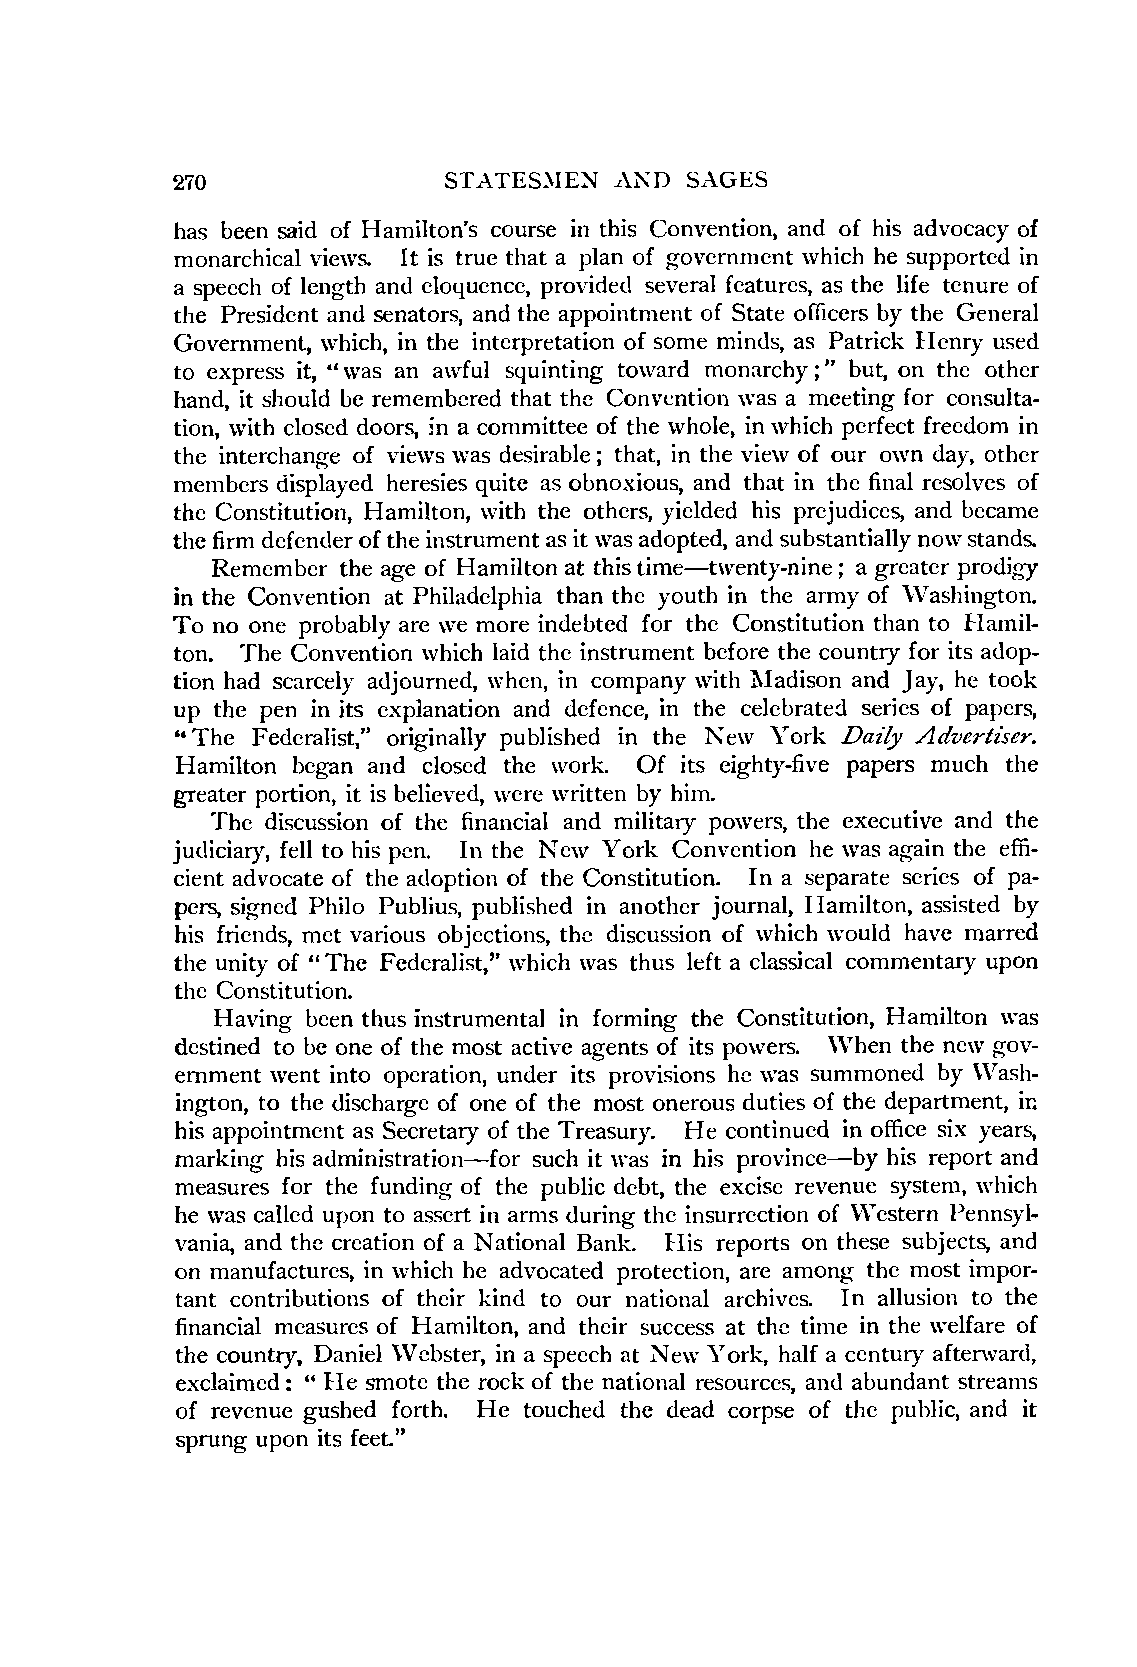 270 STATESMEN AND SAGES
has been said of Hamilton's course in this Convention, and of his advocacy of
monarchical views. It is true that a plan of government which he supported in
a speech of length and eloquence, provided several features, as the life tenure of
the President and senators, and the appointment of State officers by the General
Government, which, in the interpretation of some minds, as Patrick Henry used
to express it, "was an awful squinting toward monarchy;" but, on the other
hand, it should be remembered that the Convention was a meeting for consulta-
tion, with closed doors, in a committee of the whole, in which perfect freedom in
the interchange of views was desirable; that, in the view of our own day, other
members displayed heresies quite as obnoxious, and that in the final resolves of
the Constitution, Hamilton, with the others, yielded his prejudices, and became
the firm defender of the instrument as it was adopted, and substantially now stands.
Remember the age of Hamilton at this time—twenty-nine; a greater prodigy
in the Convention at Philadelphia than the youth in the army of Washington.
To no one probably are we more indebted for the Constitution than to Hamil-
ton. The Convention which laid the instrument before the country for its adop-
tion had scarcely adjourned, when, in company with Madison and Jay, he took
up the pen in its explanation and defence, in the celebrated series of papers,
"The Federalist," originally published in the New York Daily Advertiser.
Hamilton began and closed the work. Of its eighty-five papers much the
greater portion, it is believed, were written by him.
The discussion of the financial and military powers, the executive and the
judiciary, fell to his pen. In the New York Convention he was again the effi-
cient advocate of the adoption of the Constitution. In a separate series of pa-
pers, signed Philo Publius, published in another journal, Hamilton, assisted by
his friends, met various objections, the discussion of which would have marred
the unity of "The Federalist," which was thus left a classical commentary upon
the Constitution.
Having been thus instrumental in forming the Constitution, Hamilton was
destined to be one of the most active agents of its powers. When the new gov-
ernment went into operation, under its provisions he was summoned by Wash-
ington, to the discharge of one of the most onerous duties of the department, in
his appointment as Secretary of the Treasury. He continued in office six years,
marking his administration—for such it was in his province—by his report and
measures for the funding of the public debt, the excise revenue system, which
he was called upon to assert in arms during the insurrection of Western Pennsyl-
vania, and the creation of a National Bank. His reports on these subjects, and
on manufactures, in which he advocated protection, are among the most impor-
tant contributions of their kind to our national archives. In allusion to the
financial measures of Hamilton, and their success at the time in the welfare of
the country, Daniel Webster, in a speech at New York, half a century afterward,
exclaimed: "He smote the rock of the national resources, and abundant streams
of revenue gushed forth. He touched the dead corpse of the public, and it
sprung upon its feet."